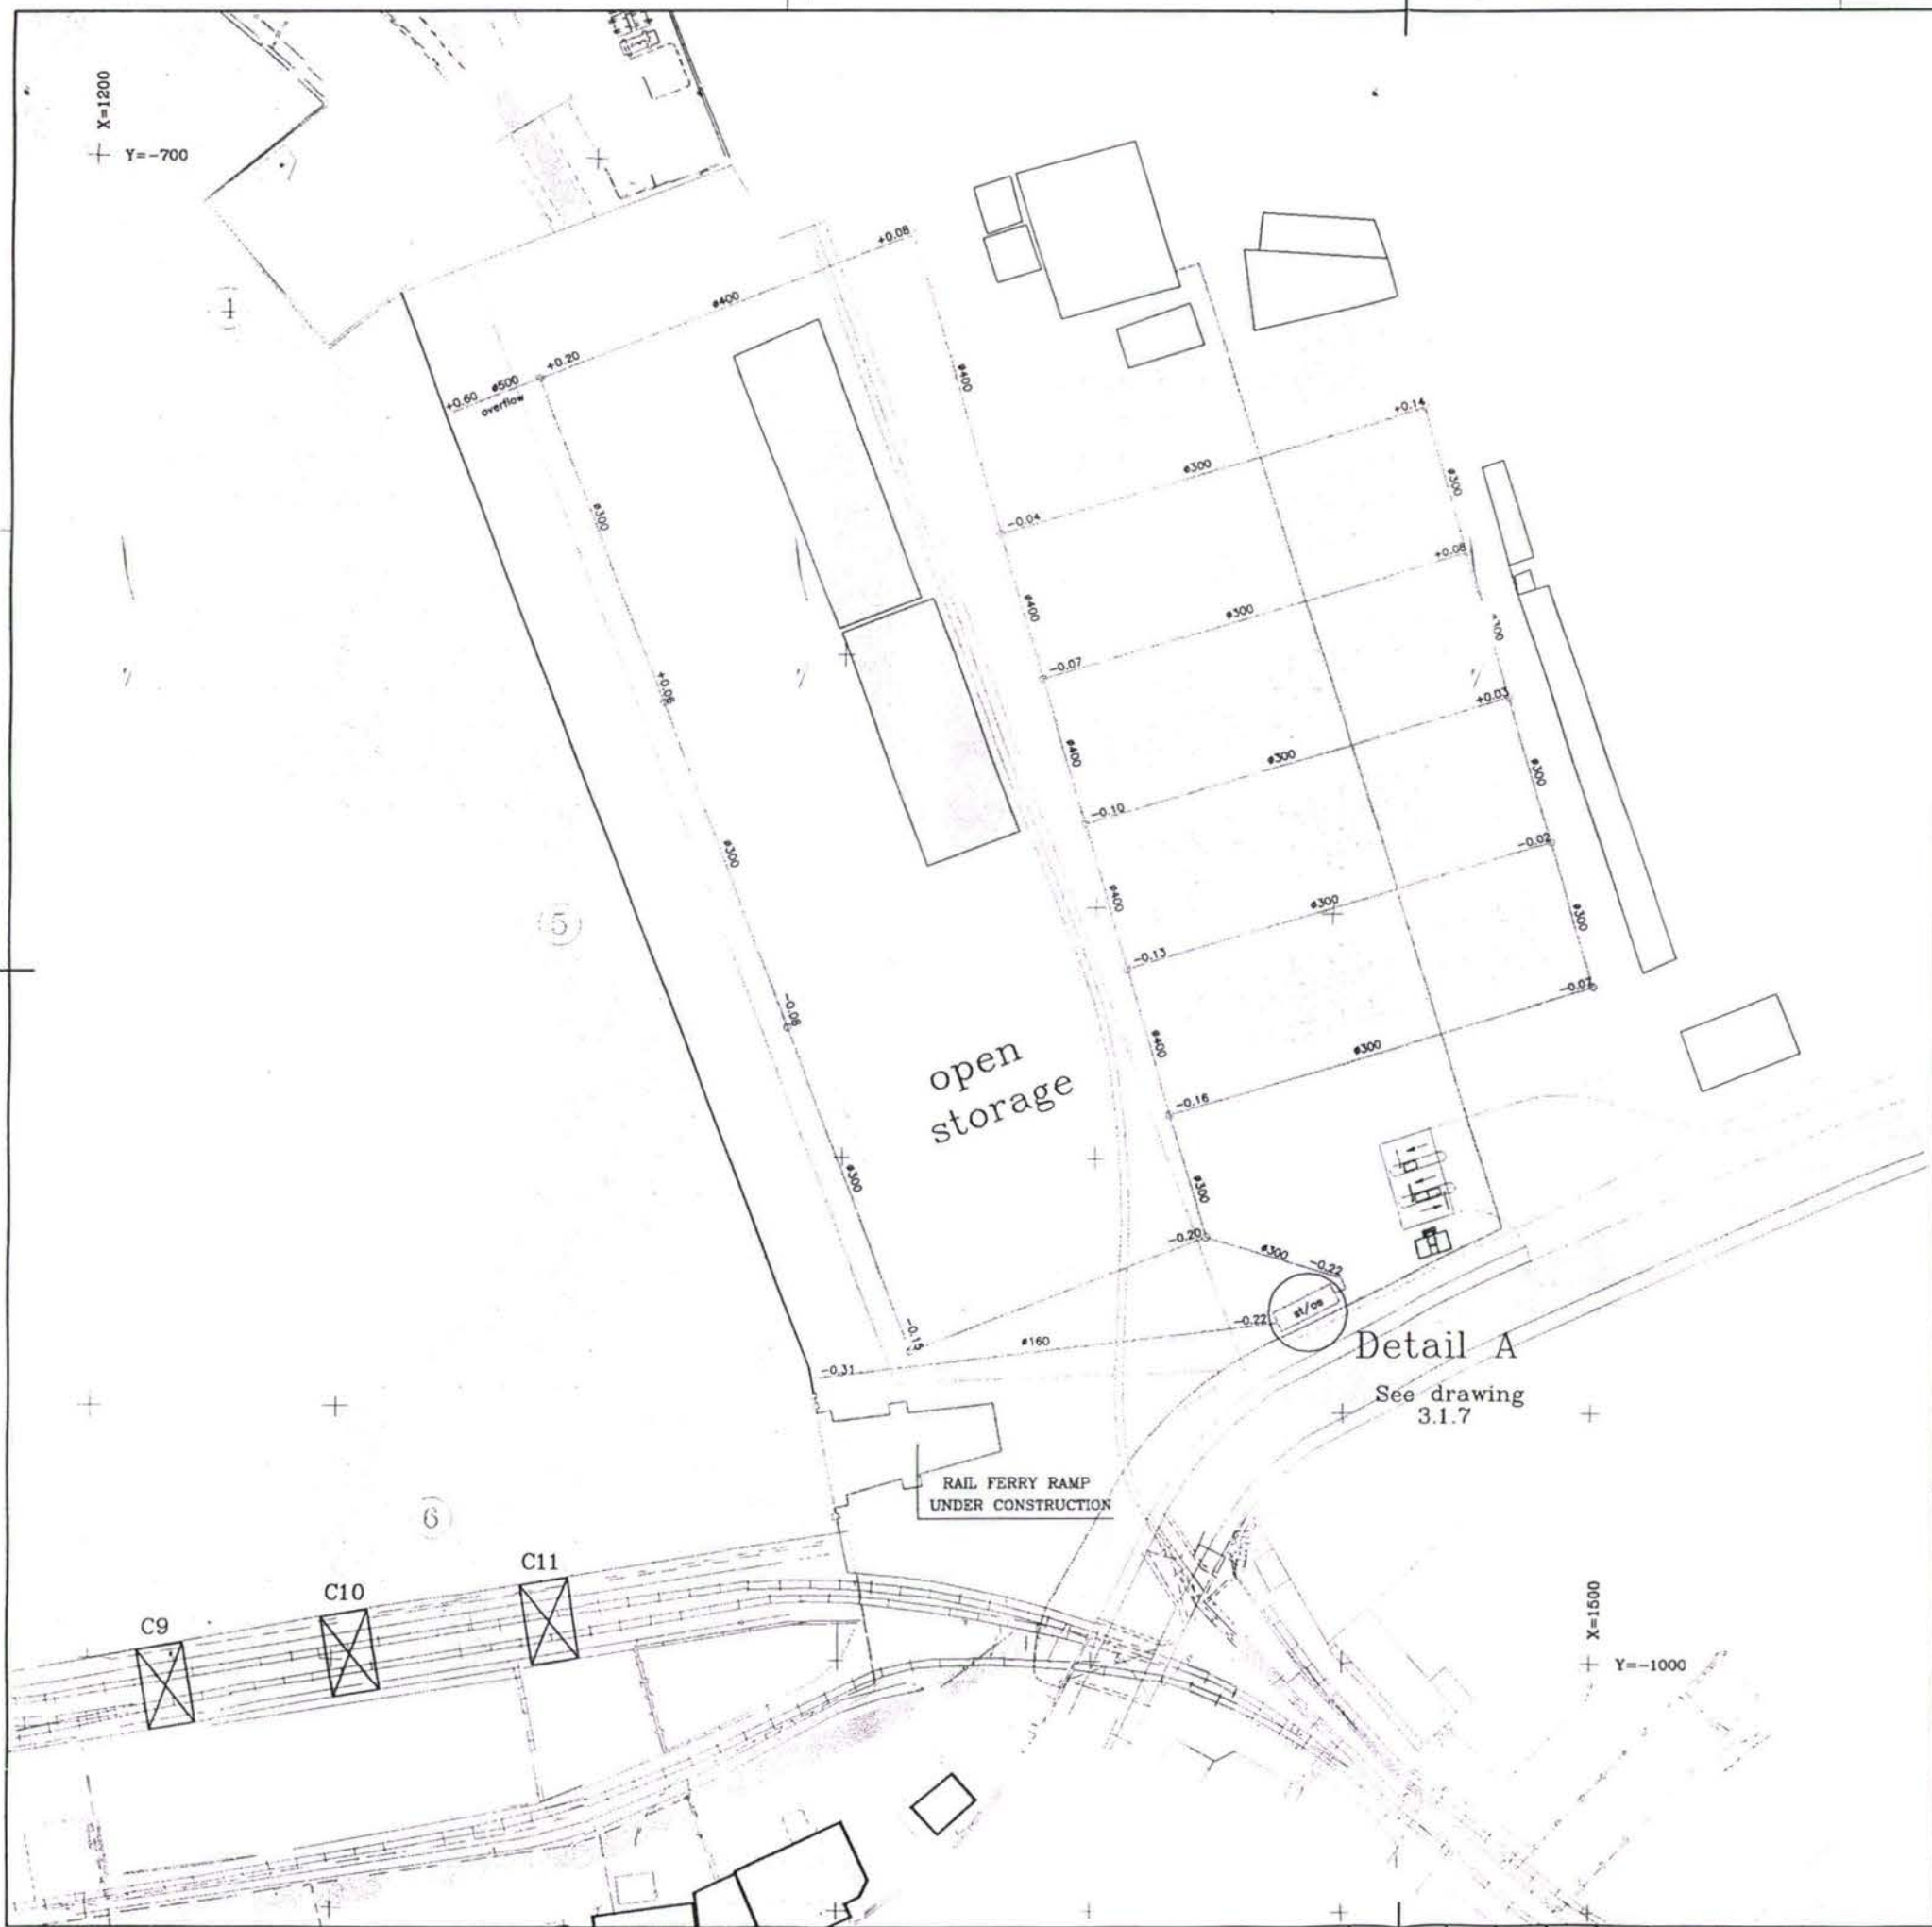 X=1200
Y=-700
+0.08
ø400
+0.20
ø500
+0.60
overflow
ø400
+0.14
ø300
ø300
ø300
-0.04
+0.08
ø400
ø300
ø300
-0.07
+0.06
+0.03
ø400
ø300
ø300
-0.10
-0.02
ø300
ø400
ø300
ø300
5
-0.13
-0.07
-0.08
ø400
ø300
open
storage
-0.16
ø300
ø300
-0.20
ø300
-0.22
st/os
-0.22
-0.15
ø160
-0.31
Detail A
See drawing
3.1.7
RAIL FERRY RAMP
UNDER CONSTRUCTION
6
C11
C10
C9
X=1500
Y=-1000